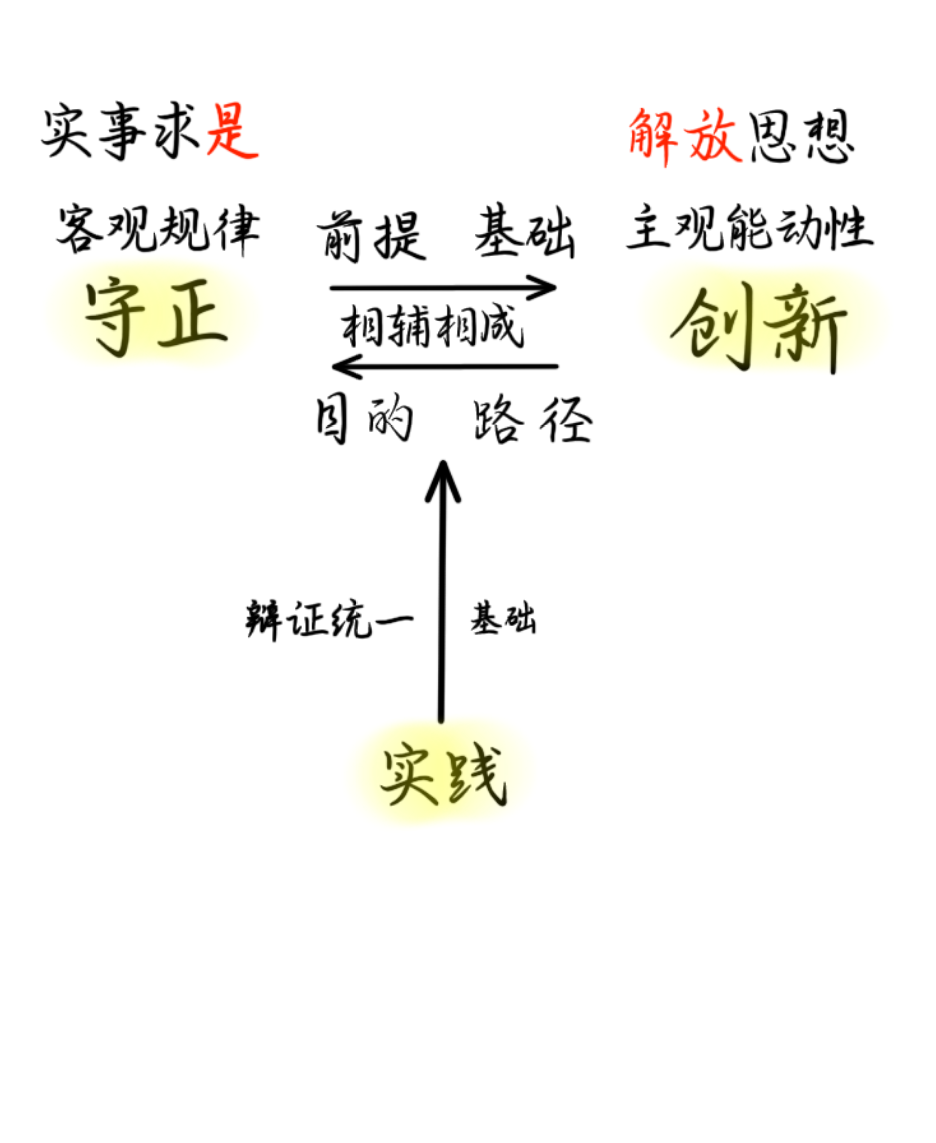 实事求是 解放思想
客观规律 前提 基础 主观能动性
守正 相辅相成 创新
目的 路径
辩证统一 基础
实践